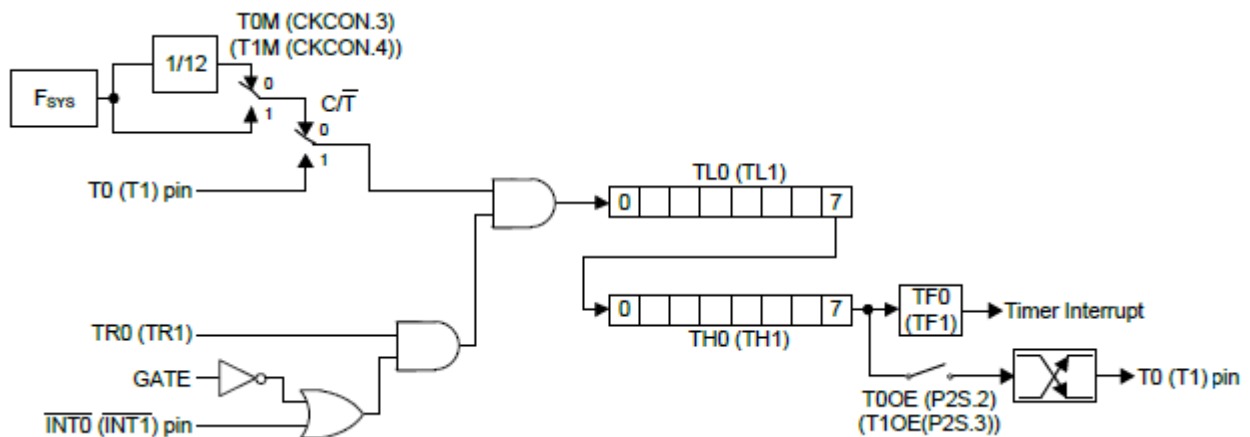 T0M (CKCON.3)
(T1M (CKCON.4))
1/12
0
FSYS
1
C/T̅
0
1
T0 (T1) pin
TL0 (TL1)
0 7
0 7
TH0 (TH1)
TF0
(TF1)
Timer Interrupt
TR0 (TR1)
GATE
I̅N̅T̅0̅ (I̅N̅T̅1̅) pin
T0OE (P2S.2)
(T1OE(P2S.3))
T0 (T1) pin